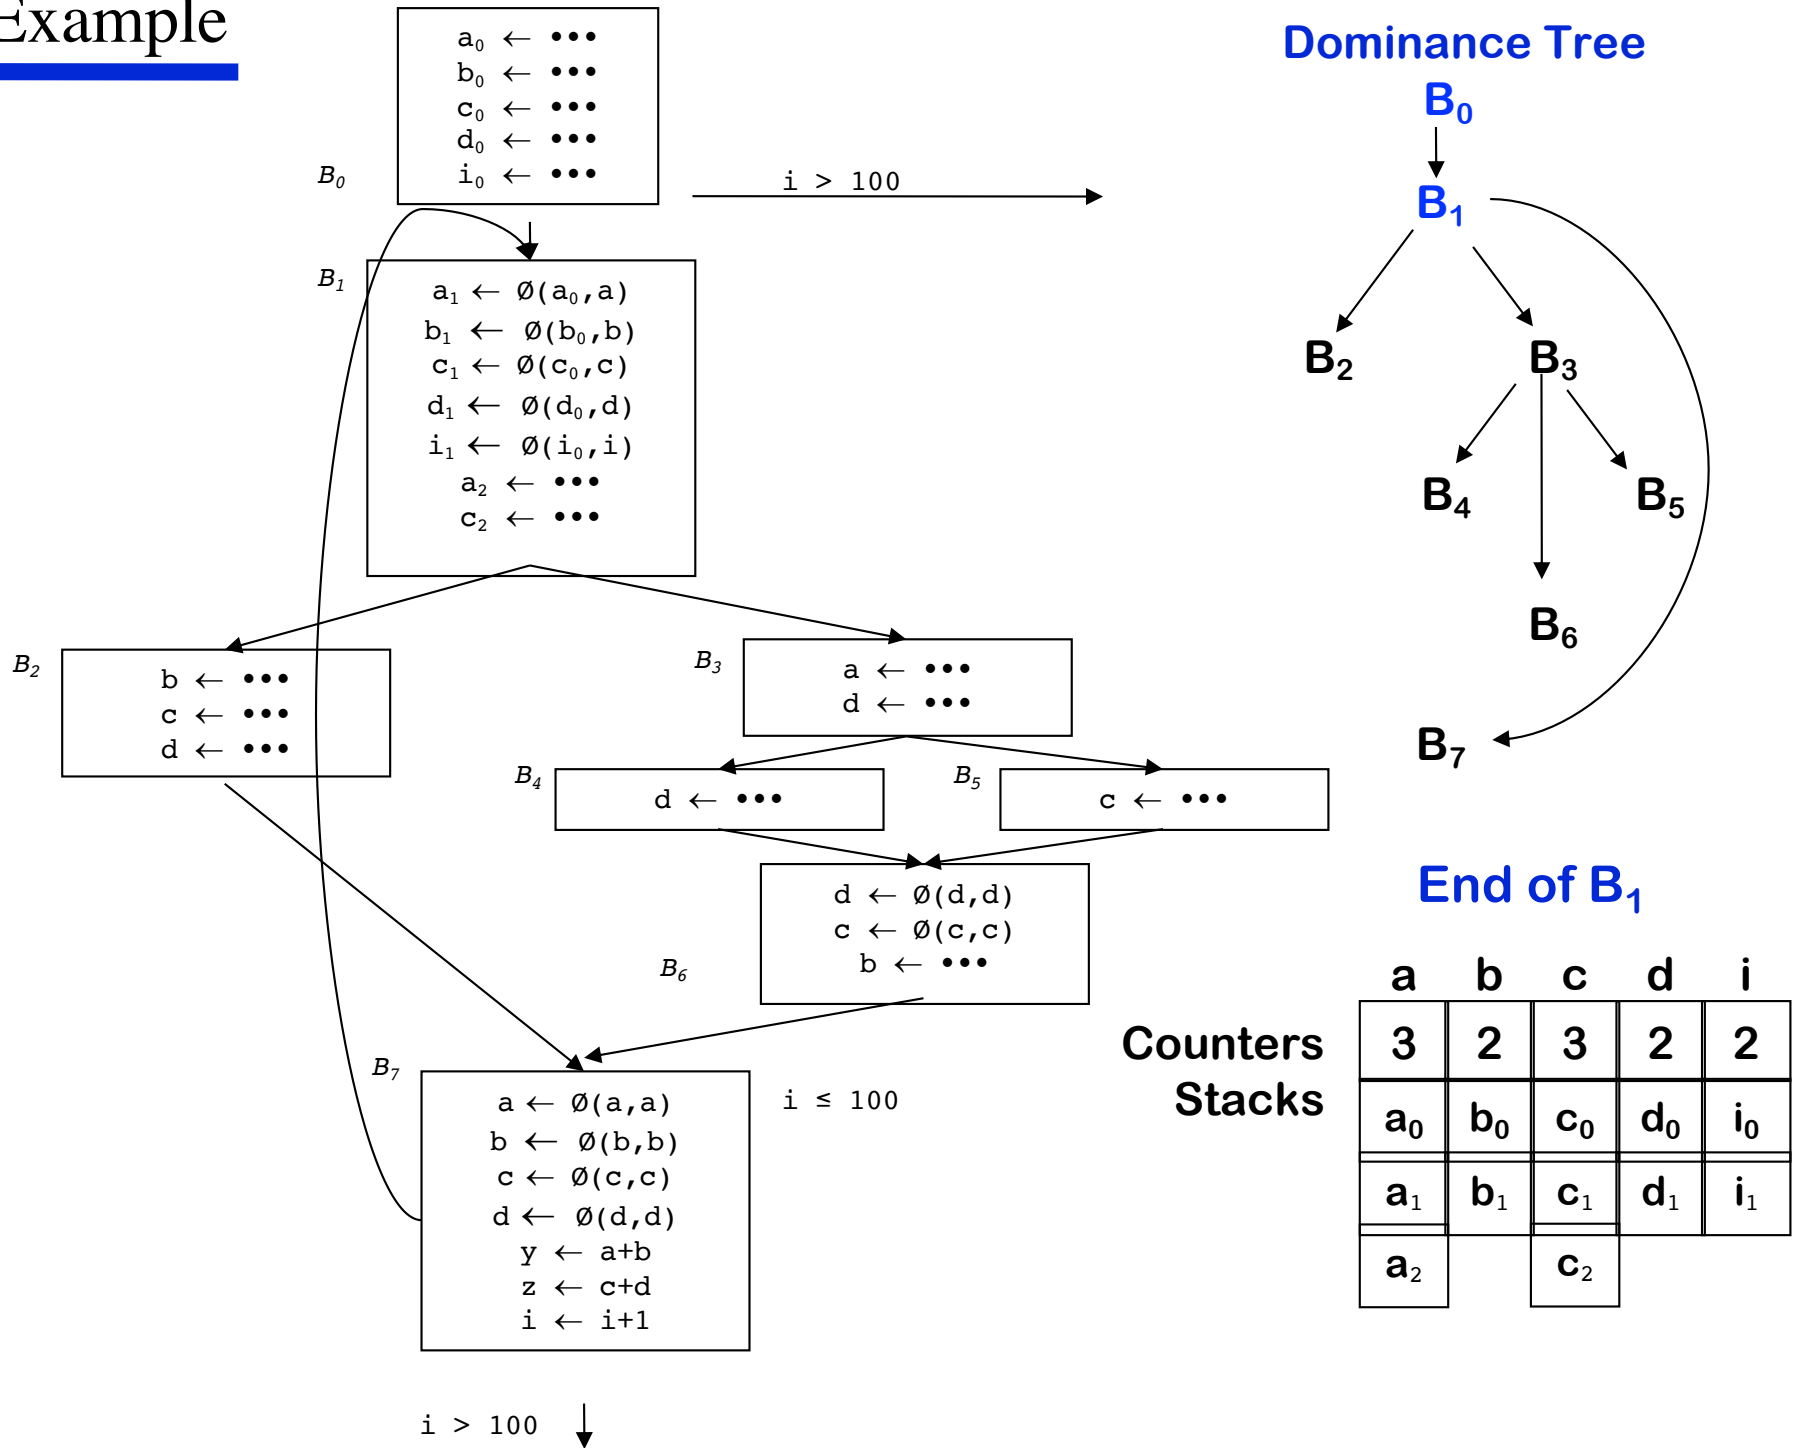 Example
a₀ ← •••
b₀ ← •••
c₀ ← •••
d₀ ← •••
i₀ ← •••
B₀
i > 100
B₁
a₁ ← Ø(a₀,a)
b₁ ← Ø(b₀,b)
c₁ ← Ø(c₀,c)
d₁ ← Ø(d₀,d)
i₁ ← Ø(i₀,i)
a₂ ← •••
c₂ ← •••
B₂
b ← •••
c ← •••
d ← •••
B₃
a ← •••
d ← •••
B₄
d ← •••
B₅
c ← •••
d ← Ø(d,d)
c ← Ø(c,c)
b ← •••
B₆
B₇
a ← Ø(a,a)
b ← Ø(b,b)
c ← Ø(c,c)
d ← Ø(d,d)
y ← a+b
z ← c+d
i ← i+1
i ≤ 100
i > 100
Dominance Tree
B₀
B₁
B₂ B₃
B₄ B₅
B₆
B₇
End of B₁
a b c d i
Counters 3 2 3 2 2
Stacks a₀ b₀ c₀ d₀ i₀
a₁ b₁ c₁ d₁ i₁
a₂ c₂